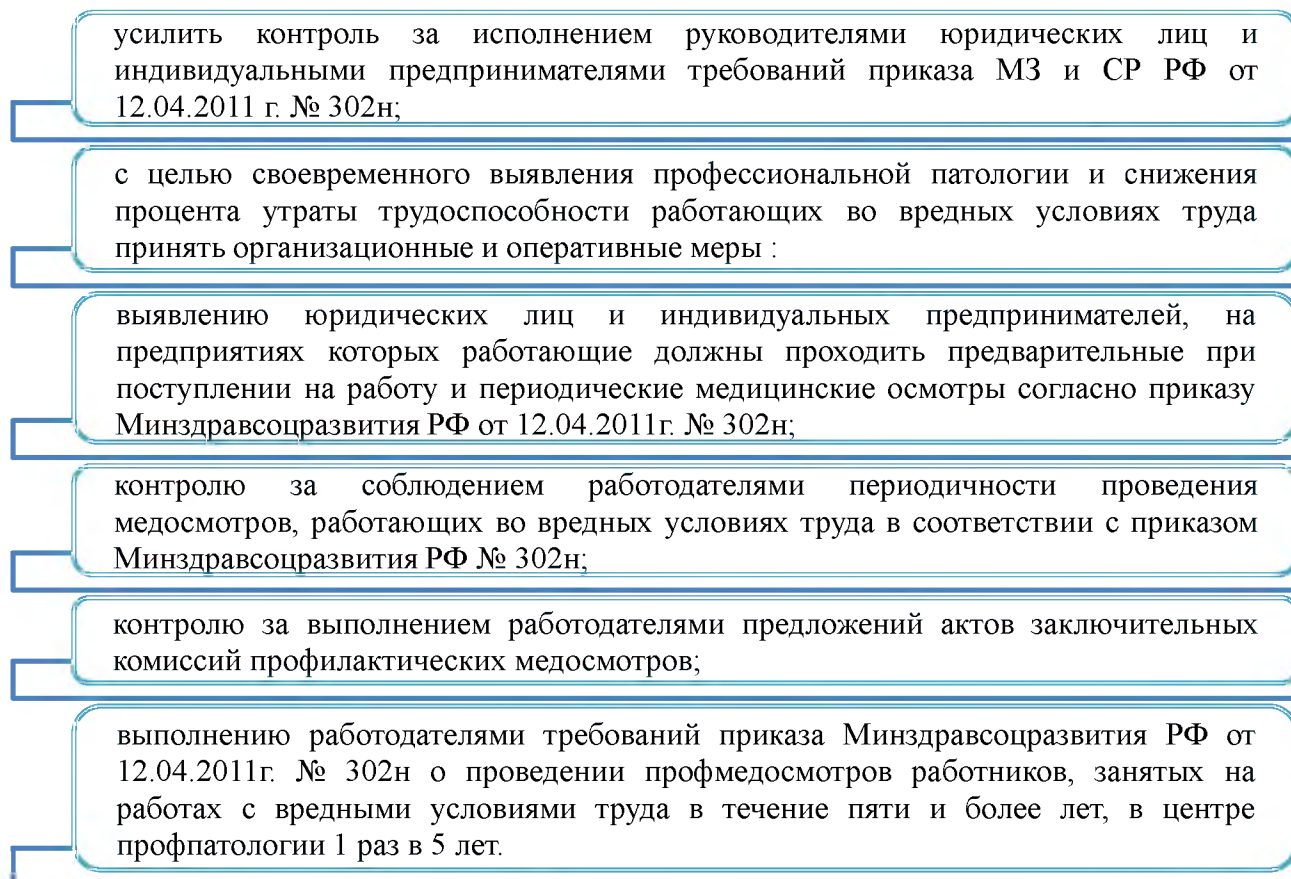 усилить контроль за исполнением руководителями юридических лиц и
индивидуальными предпринимателями требований приказа МЗ и СР РФ от
12.04.2011 г. № 302н;
с целью своевременного выявления профессиональной патологии и снижения
процента утраты трудоспособности работающих во вредных условиях труда
принять организационные и оперативные меры :
выявлению юридических лиц и индивидуальных предпринимателей, на
предприятиях которых работающие должны проходить предварительные при
поступлении на работу и периодические медицинские осмотры согласно приказу
Минздравсоцразвития РФ от 12.04.2011г. № 302н;
контролю за соблюдением работодателями периодичности проведения
медосмотров, работающих во вредных условиях труда в соответствии с приказом
Минздравсоцразвития РФ № 302н;
контролю за выполнением работодателями предложений актов заключительных
комиссий профилактических медосмотров;
выполнению работодателями требований приказа Минздравсоцразвития РФ от
12.04.2011г. № 302н о проведении профмедосмотров работников, занятых на
работах с вредными условиями труда в течение пяти и более лет, в центре
профпатологии 1 раз в 5 лет.